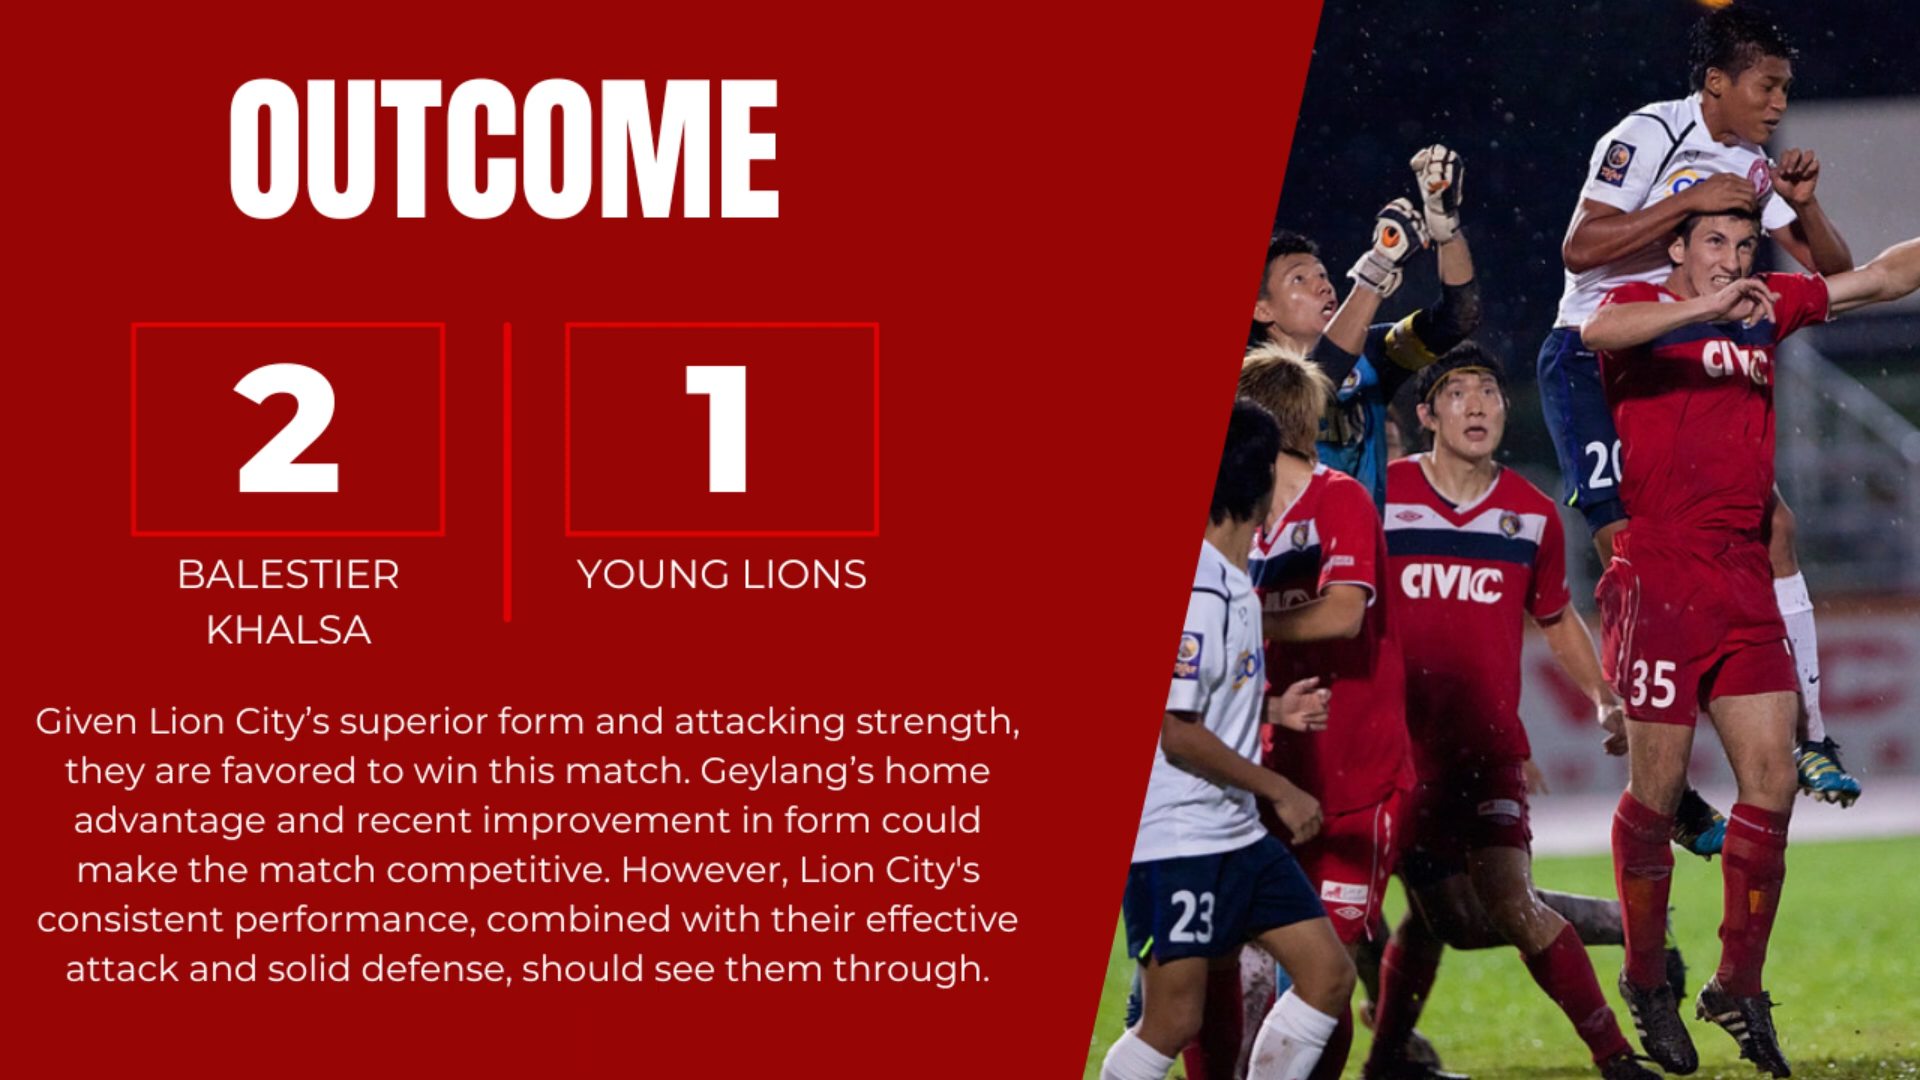 OUTCOME
2
1
BALESTIER
KHALSA
YOUNG LIONS
Given Lion City’s superior form and attacking strength,
they are favored to win this match. Geylang’s home
advantage and recent improvement in form could
make the match competitive. However, Lion City's
consistent performance, combined with their effective
attack and solid defense, should see them through.
CIVIC
CIVIC
20
35
23